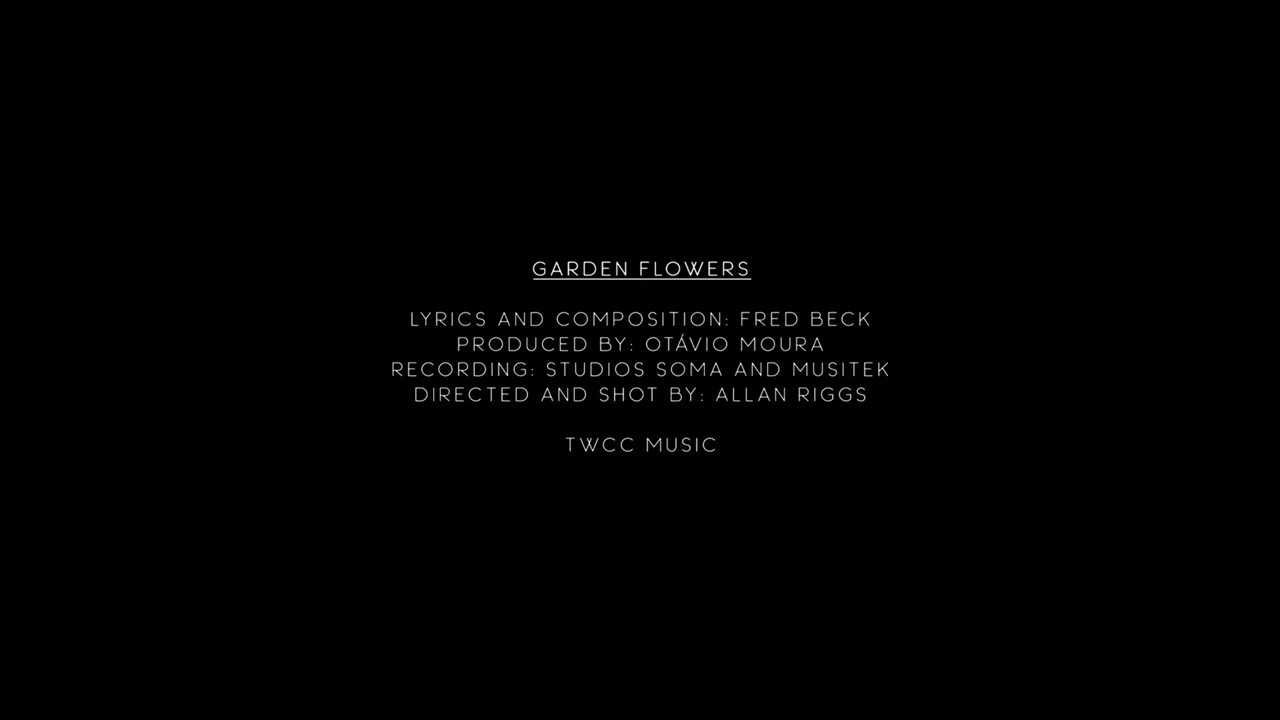 GARDEN FLOWERS
LYRICS AND COMPOSITION: FRED BECK
PRODUCED BY: OTÁVIO MOURA
RECORDING: STUDIOS SOMA AND MUSITEK
DIRECTED AND SHOT BY: ALLAN RIGGS
TWCC MUSIC